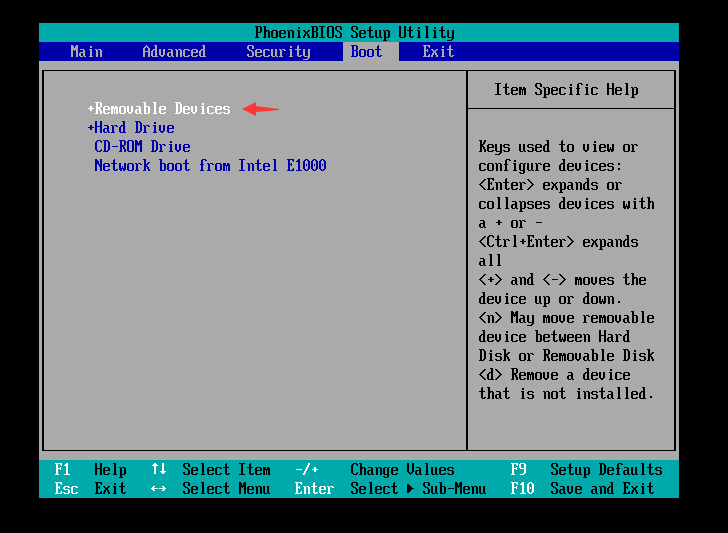 PhoenixBIOS Setup Utility
Main Advanced Security Boot Exit
+Removable Devices
+Hard Drive
CD-ROM Drive
Network boot from Intel E1000
Item Specific Help
Keys used to view or
configure devices:
<Enter> expands or
collapses devices with
a + or -
<Ctrl+Enter> expands
all
<+> and <-> moves the
device up or down.
<n> May move removable
device between Hard
Disk or Removable Disk
<d> Remove a device
that is not installed.
F1 Help ↑↓ Select Item -/+ Change Values F9 Setup Defaults
Esc Exit ↔ Select Menu Enter Select ▶ Sub-Menu F10 Save and Exit